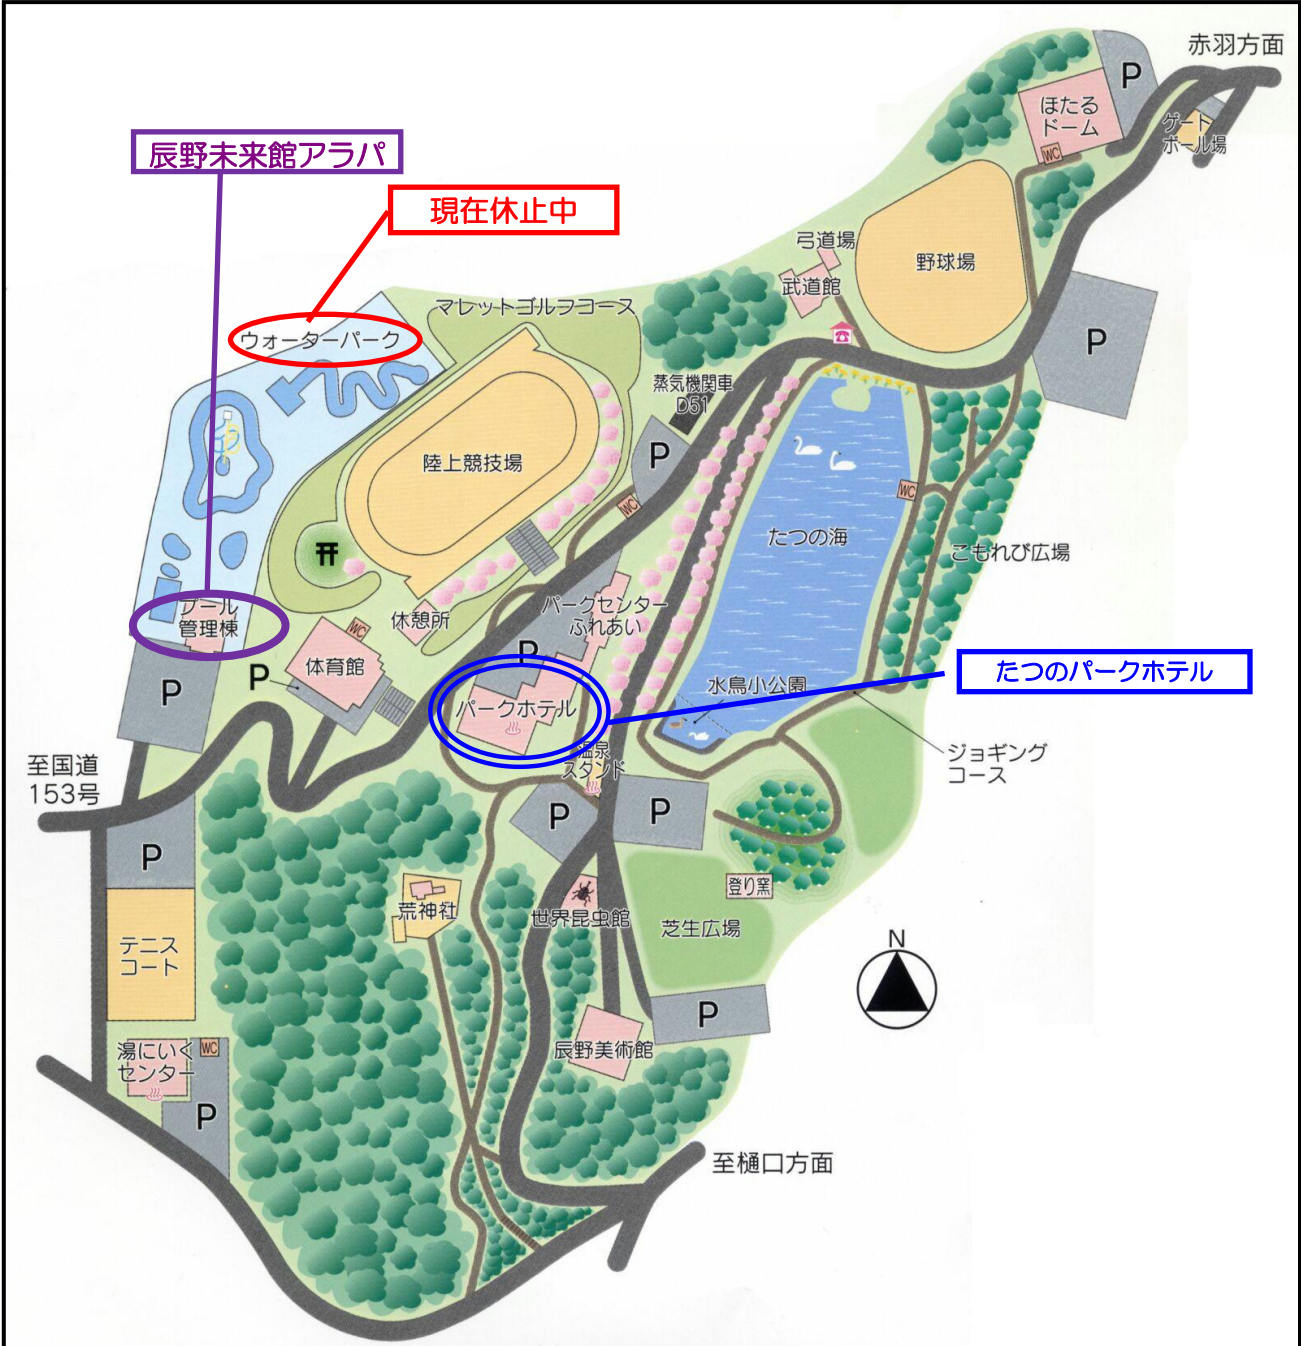 赤羽方面
P
ほたる
ドーム
WC
ゲート
ボール場
辰野未来館アラパ
現在休止中
弓道場
武道館
野球場
マレットゴルフコース
ウォーターパーク
P
蒸気機関車
D51
P
陸上競技場
WC
WC
たつの海
こもれび広場
プール
管理棟
休憩所
パークセンター
ふれあい
WC
体育館
P
P
P
たつのパークホテル
水鳥小公園
パークホテル
温泉
スタンド
ジョギング
コース
至国道
153号
P
P
P
登り窯
荒神社
世界昆虫館
芝生広場
N
テニス
コート
P
辰野美術館
湯にいく
センター
WC
P
至樋口方面